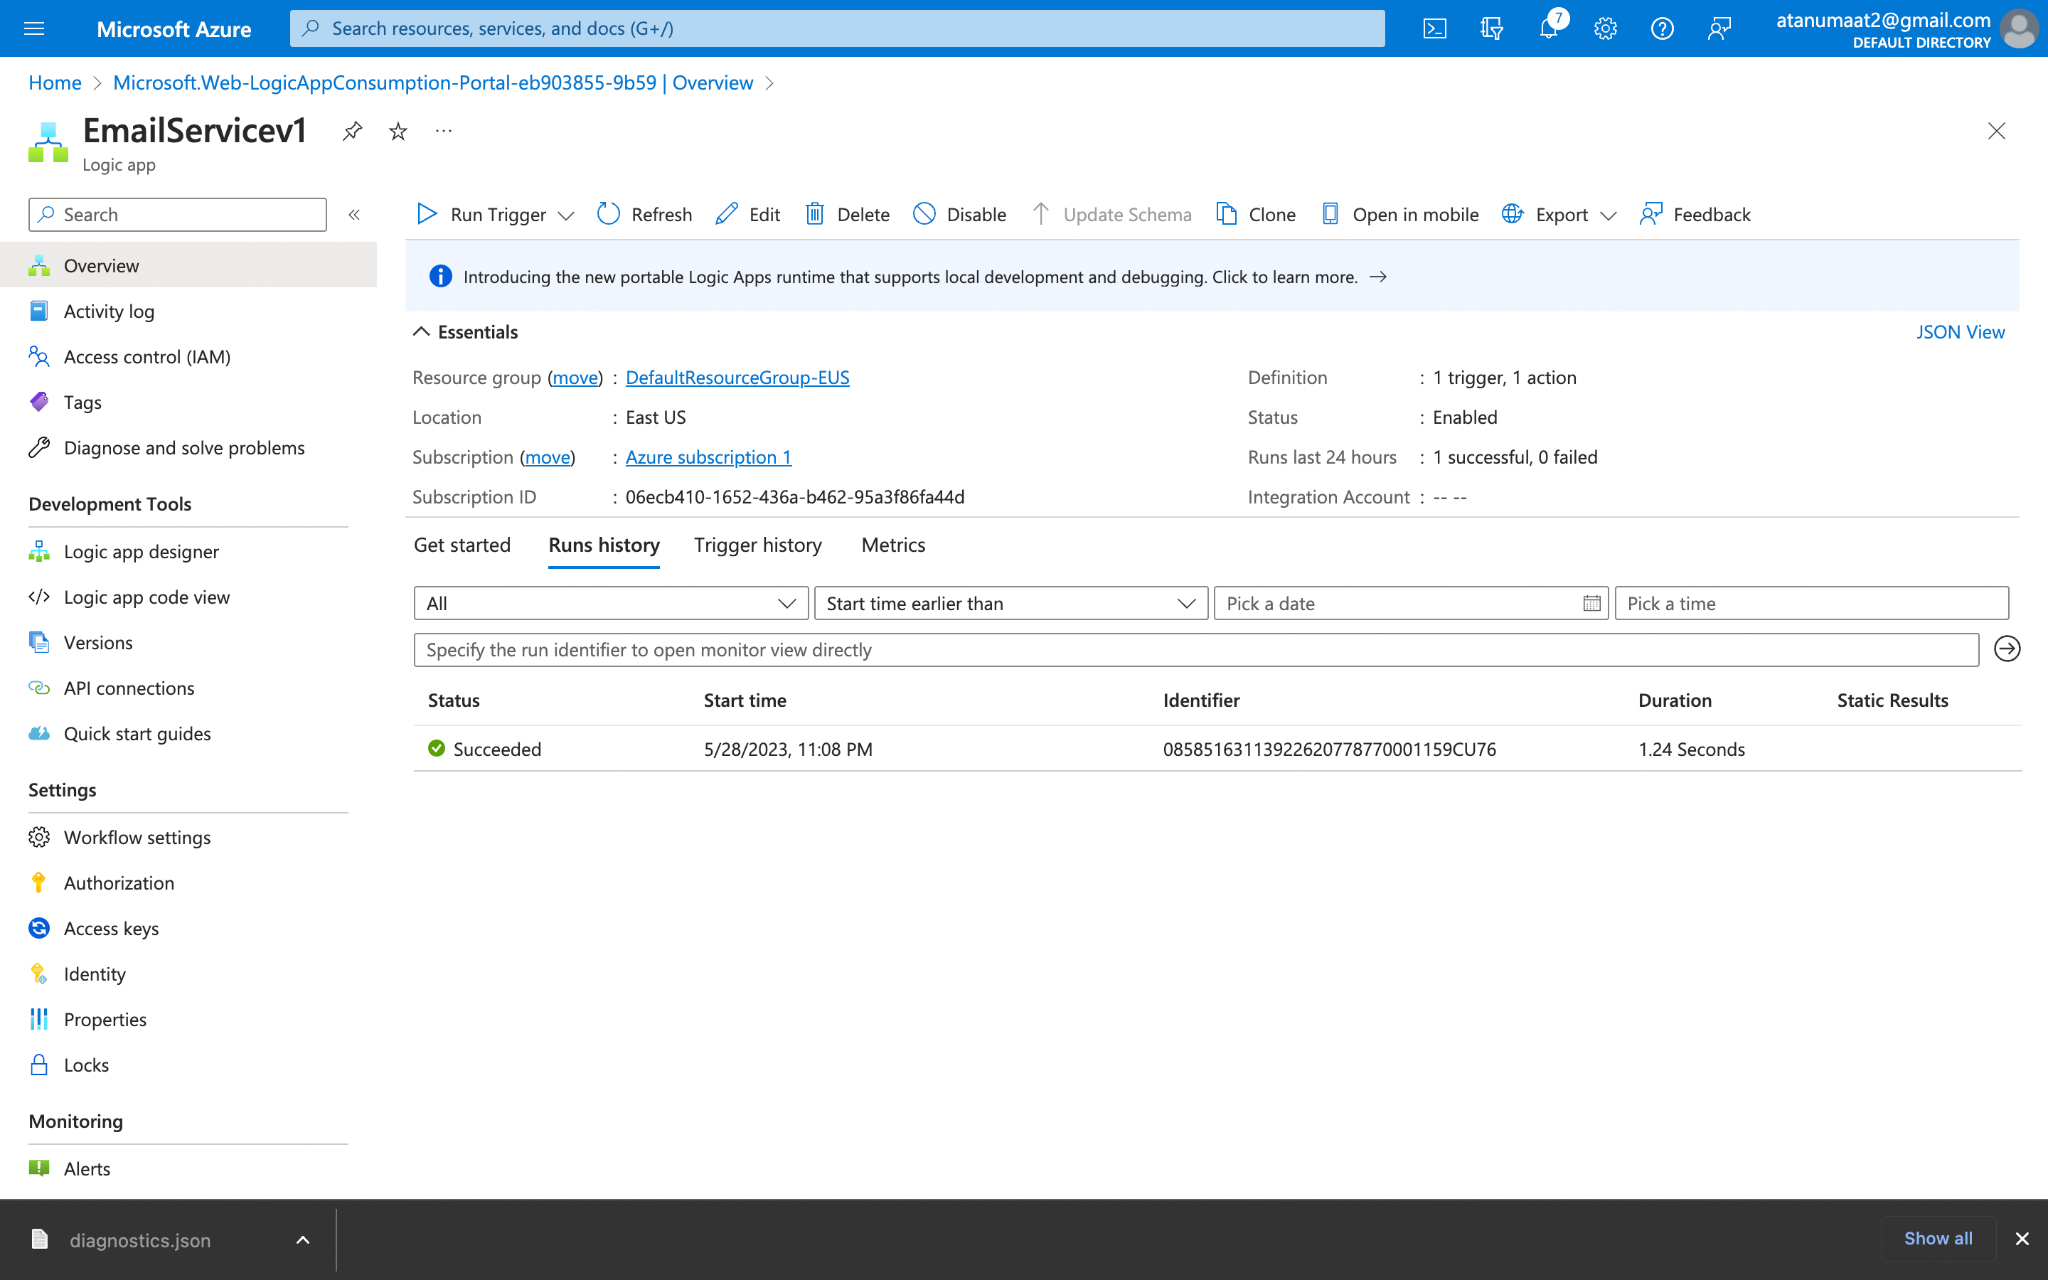 Microsoft Azure
Search resources, services, and docs (G+/)
7
atanumaat2@gmail.com
DEFAULT DIRECTORY
Home > Microsoft.Web-LogicAppConsumption-Portal-eb903855-9b59 | Overview >
EmailServicev1
Logic app
Search
Overview
Activity log
Access control (IAM)
Tags
Diagnose and solve problems
Development Tools
Logic app designer
Logic app code view
Versions
API connections
Quick start guides
Settings
Workflow settings
Authorization
Access keys
Identity
Properties
Locks
Monitoring
Alerts
Run Trigger Refresh Edit Delete Disable Update Schema Clone Open in mobile Export Feedback
Introducing the new portable Logic Apps runtime that supports local development and debugging. Click to learn more. →
Essentials
JSON View
Resource group (move) : DefaultResourceGroup-EUS
Location : East US
Subscription (move) : Azure subscription 1
Subscription ID : 06ecb410-1652-436a-b462-95a3f86fa44d
Definition : 1 trigger, 1 action
Status : Enabled
Runs last 24 hours : 1 successful, 0 failed
Integration Account : -- --
Get started Runs history Trigger history Metrics
All Start time earlier than Pick a date Pick a time
Specify the run identifier to open monitor view directly
Status Start time Identifier Duration Static Results
Succeeded 5/28/2023, 11:08 PM 08585163113922620778770001159CU76 1.24 Seconds
diagnostics.json
Show all